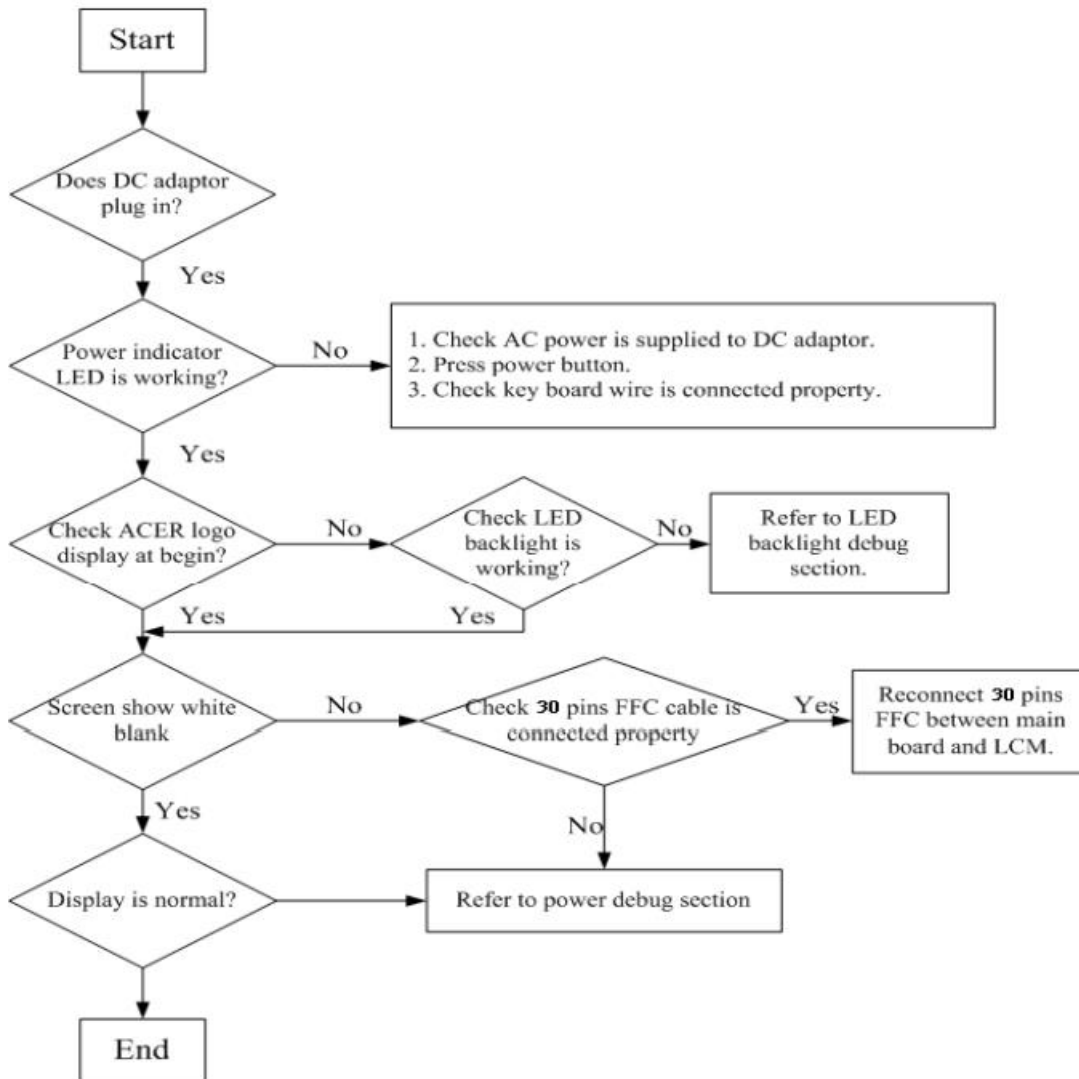 Start
Does DC adaptor
plug in?
Yes
Power indicator
LED is working?
No
1. Check AC power is supplied to DC adaptor.
2. Press power button.
3. Check key board wire is connected property.
Yes
Check ACER logo
display at begin?
No
Check LED
backlight is
working?
No
Refer to LED
backlight debug
section.
Yes
Yes
Screen show white
blank
No
Check 30 pins FFC cable is
connected property
Yes
Reconnect 30 pins
FFC between main
board and LCM.
Yes
No
Display is normal?
Refer to power debug section
End